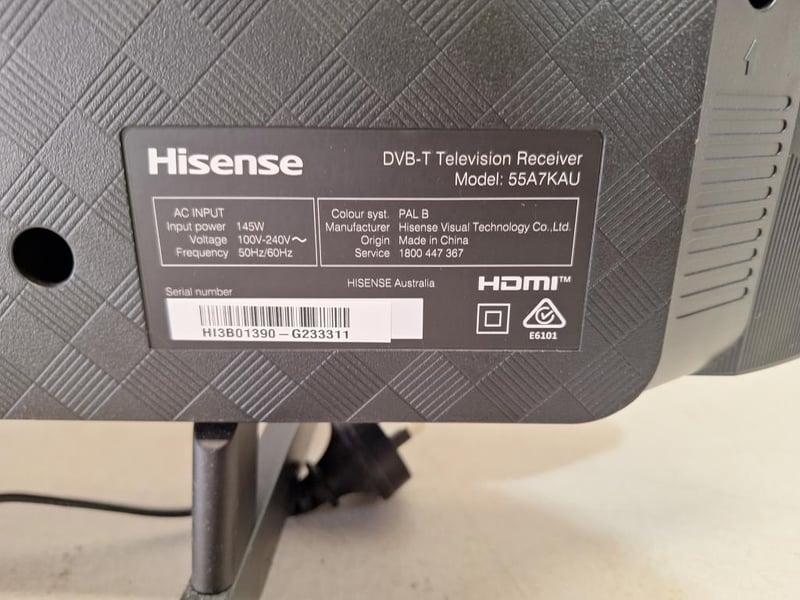 Hisense
DVB-T Television Receiver
Model: 55A7KAU
AC INPUT
Input power 145W
Voltage 100V-240V~
Frequency 50Hz/60Hz
Colour syst. PAL B
Manufacturer Hisense Visual Technology Co.,Ltd.
Origin Made in China
Service 1800 447 367
HISENSE Australia
HDMI™
Serial number
HI3B01390-G233311
E6101